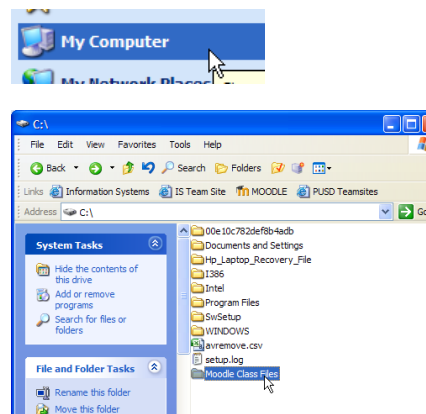 My Computer
My Network Places
C:\
File Edit View Favorites Tools Help
Back Search Folders
Links Information Systems IS Team Site MOODLE PUSD Teamsites
Address C:\ Go
System Tasks
Hide the contents of
this drive
Add or remove
programs
Search for files or
folders
File and Folder Tasks
Rename this folder
Move this folder
00e10c782def8b4adb
Documents and Settings
Hp_Laptop_Recovery_File
I386
Intel
Program Files
SwSetup
WINDOWS
avremove.csv
setup.log
Moodle Class Files